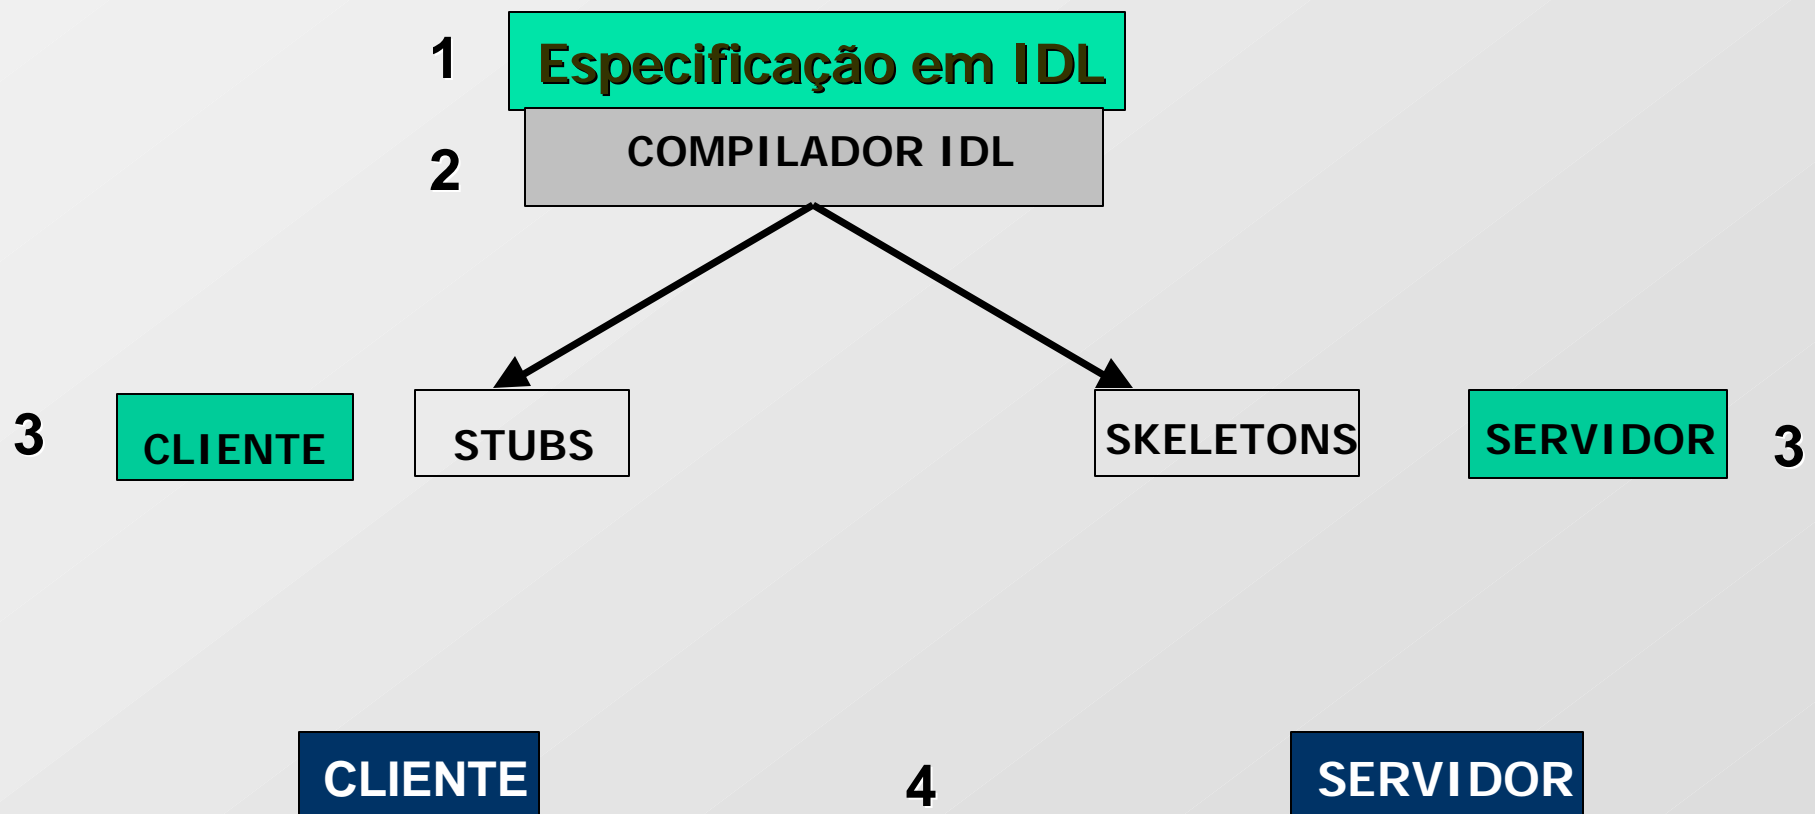 1
Especificação em IDL
2
COMPILADOR IDL
3
CLIENTE
STUBS
SKELETONS
SERVIDOR
3
CLIENTE
4
SERVIDOR